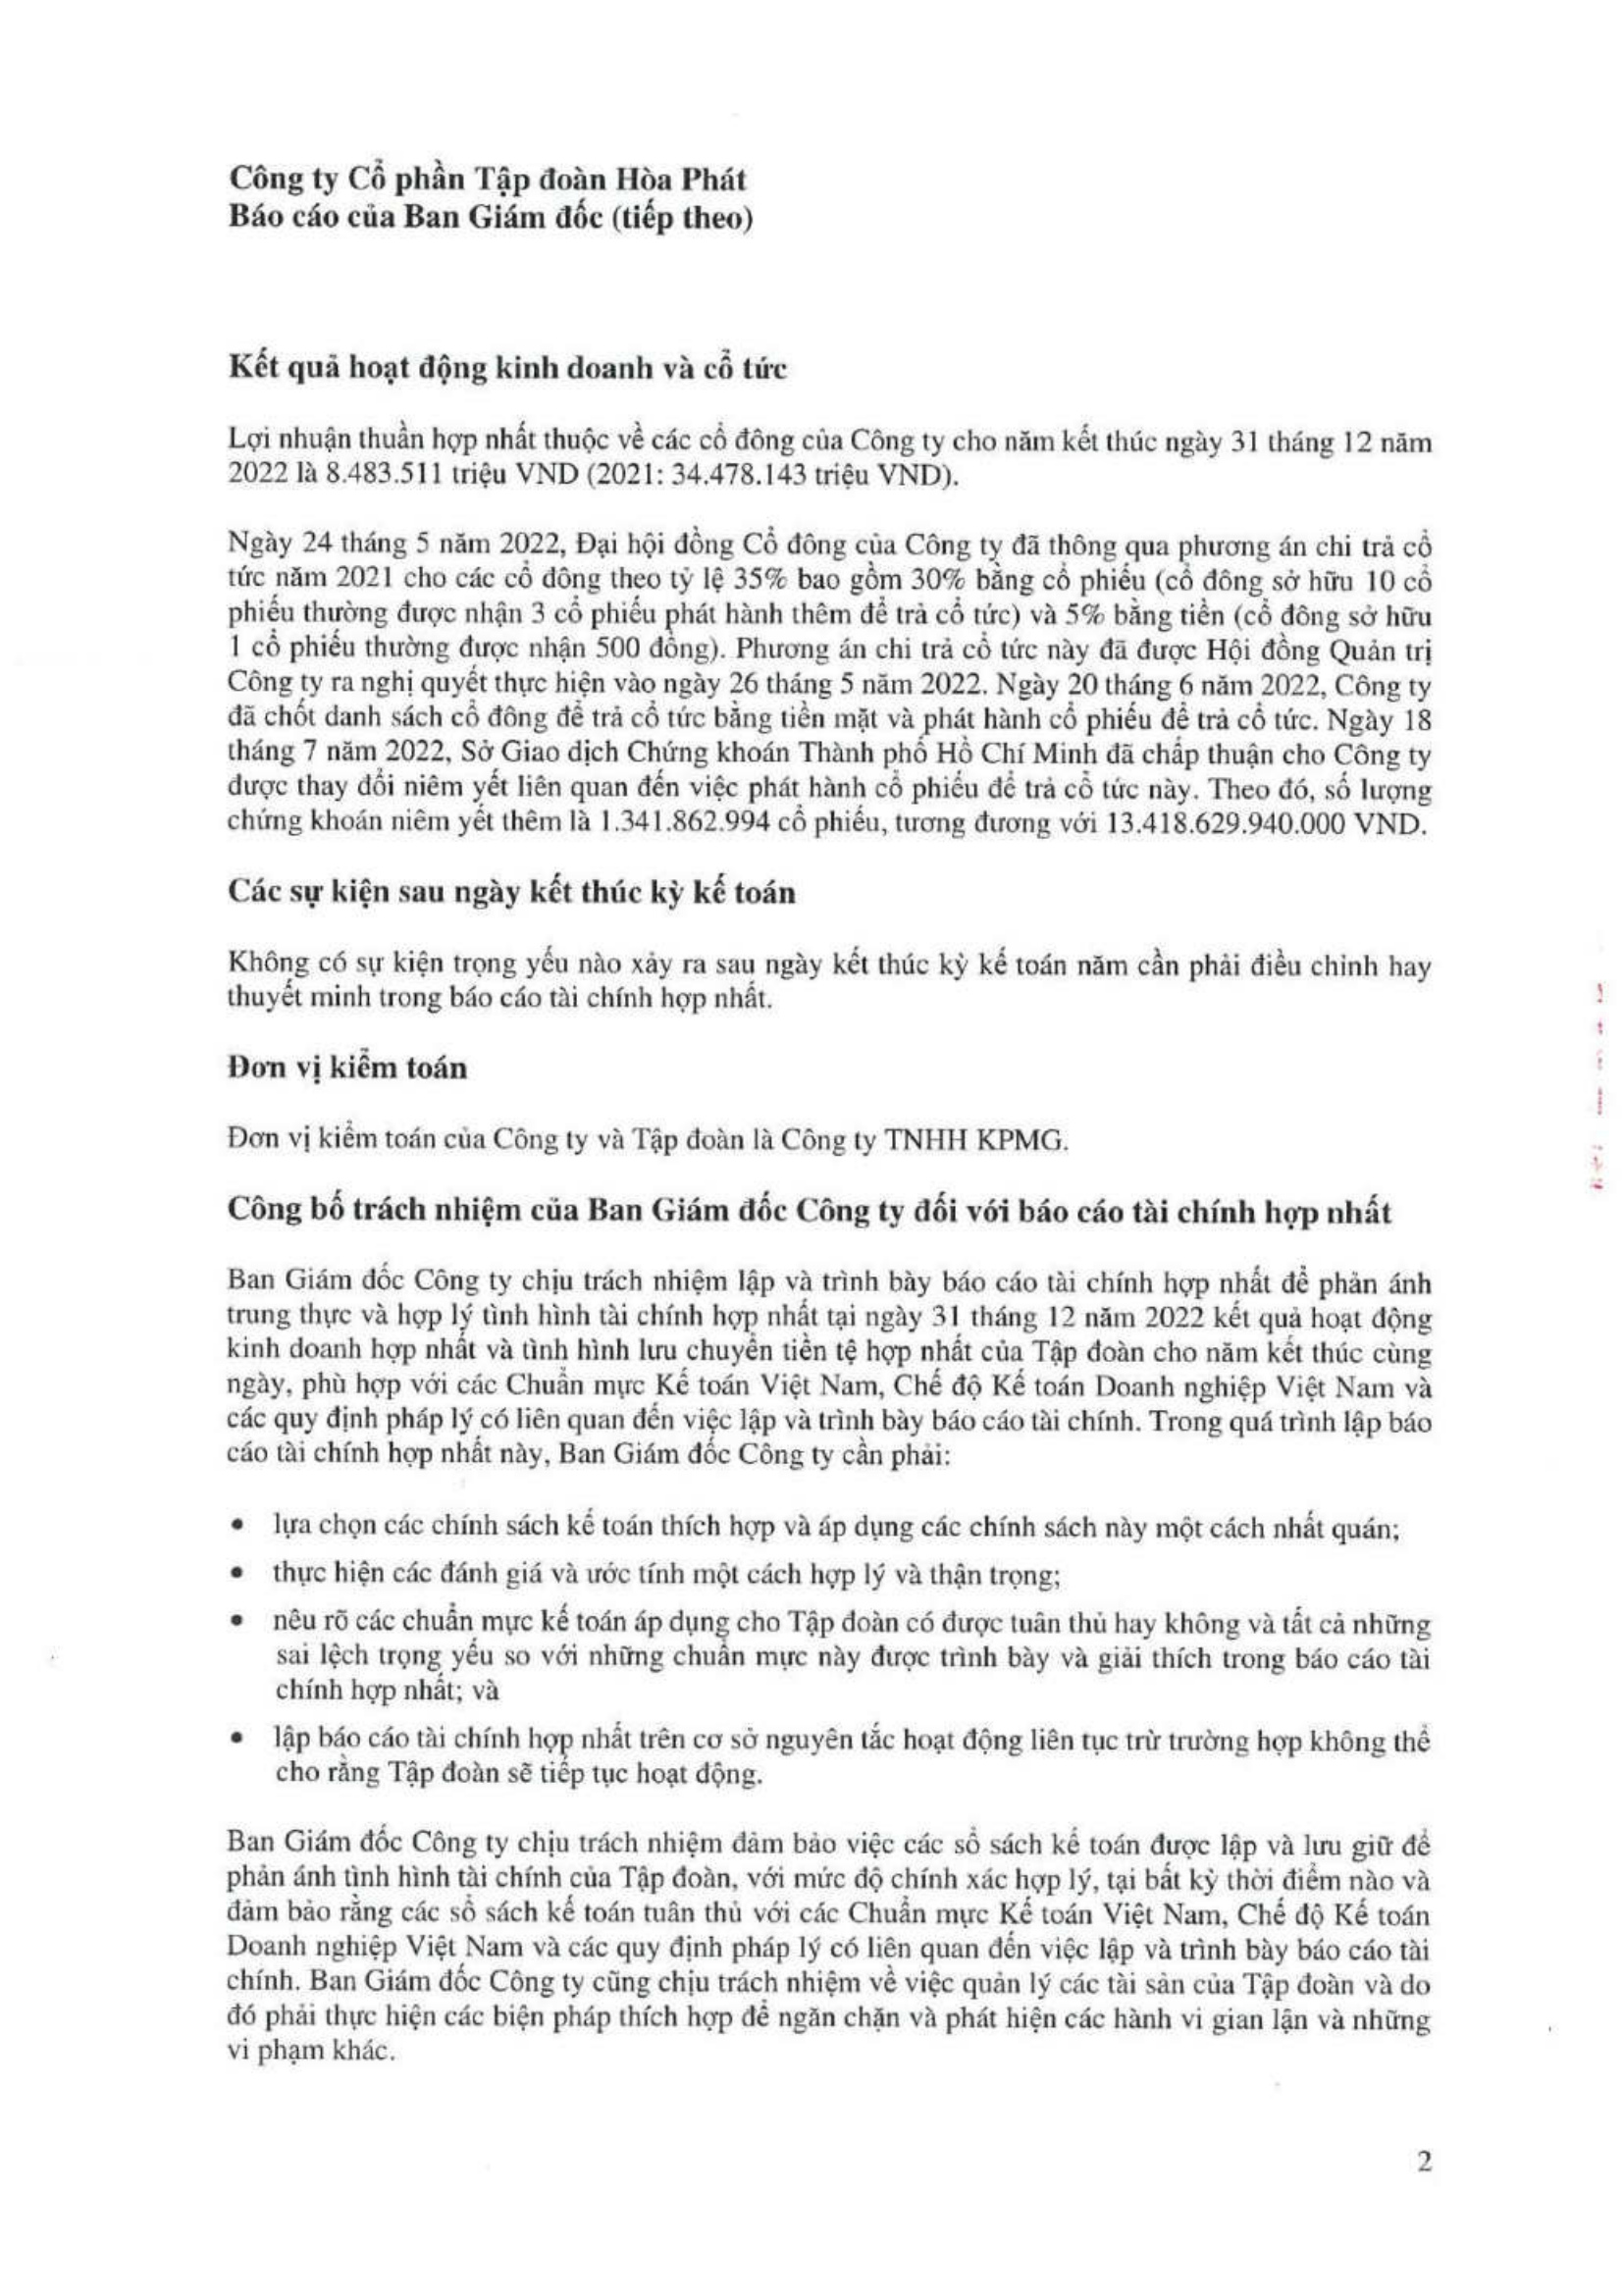 Công ty Cổ phần Tập đoàn Hòa Phát
Báo cáo của Ban Giám đốc (tiếp theo)
Kết quả hoạt động kinh doanh và cổ tức
Lợi nhuận thuần hợp nhất thuộc về các cổ đông của Công ty cho năm kết thúc ngày 31 tháng 12 năm
2022 là 8.483.511 triệu VND (2021: 34.478.143 triệu VND).
Ngày 24 tháng 5 năm 2022, Đại hội đồng Cổ đông của Công ty đã thông qua phương án chi trả cổ
tức năm 2021 cho các cổ đông theo tỷ lệ 35% bao gồm 30% bằng cổ phiếu (cổ đông sở hữu 10 cổ
phiếu thường được nhận 3 cổ phiếu phát hành thêm để trả cổ tức) và 5% bằng tiền (cổ đông sở hữu
1 cổ phiếu thường được nhận 500 đồng). Phương án chi trả cổ tức này đã được Hội đồng Quản trị
Công ty ra nghị quyết thực hiện vào ngày 26 tháng 5 năm 2022. Ngày 20 tháng 6 năm 2022, Công ty
đã chốt danh sách cổ đông để trả cổ tức bằng tiền mặt và phát hành cổ phiếu để trả cổ tức. Ngày 18
tháng 7 năm 2022, Sở Giao dịch Chứng khoán Thành phố Hồ Chí Minh đã chấp thuận cho Công ty
được thay đổi niêm yết liên quan đến việc phát hành cổ phiếu để trả cổ tức này. Theo đó, số lượng
chứng khoán niêm yết thêm là 1.341.862.994 cổ phiếu, tương đương với 13.418.629.940.000 VND.
Các sự kiện sau ngày kết thúc kỳ kế toán
Không có sự kiện trọng yếu nào xảy ra sau ngày kết thúc kỳ kế toán năm cần phải điều chỉnh hay
thuyết minh trong báo cáo tài chính hợp nhất.
Đơn vị kiểm toán
Đơn vị kiểm toán của Công ty và Tập đoàn là Công ty TNHH KPMG.
Công bố trách nhiệm của Ban Giám đốc Công ty đối với báo cáo tài chính hợp nhất
Ban Giám đốc Công ty chịu trách nhiệm lập và trình bày báo cáo tài chính hợp nhất để phản ánh
trung thực và hợp lý tình hình tài chính hợp nhất tại ngày 31 tháng 12 năm 2022 kết quả hoạt động
kinh doanh hợp nhất và tình hình lưu chuyển tiền tệ hợp nhất của Tập đoàn cho năm kết thúc cùng
ngày, phù hợp với các Chuẩn mực Kế toán Việt Nam, Chế độ Kế toán Doanh nghiệp Việt Nam và
các quy định pháp lý có liên quan đến việc lập và trình bày báo cáo tài chính. Trong quá trình lập báo
cáo tài chính hợp nhất này, Ban Giám đốc Công ty cần phải:
• lựa chọn các chính sách kế toán thích hợp và áp dụng các chính sách này một cách nhất quán;
• thực hiện các đánh giá và ước tính một cách hợp lý và thận trọng;
• nêu rõ các chuẩn mực kế toán áp dụng cho Tập đoàn có được tuân thủ hay không và tất cả những
sai lệch trọng yếu so với những chuẩn mực này được trình bày và giải thích trong báo cáo tài
chính hợp nhất; và
• lập báo cáo tài chính hợp nhất trên cơ sở nguyên tắc hoạt động liên tục trừ trường hợp không thể
cho rằng Tập đoàn sẽ tiếp tục hoạt động.
Ban Giám đốc Công ty chịu trách nhiệm đảm bảo việc các sổ sách kế toán được lập và lưu giữ để
phản ánh tình hình tài chính của Tập đoàn, với mức độ chính xác hợp lý, tại bất kỳ thời điểm nào và
đảm bảo rằng các sổ sách kế toán tuân thủ với các Chuẩn mực Kế toán Việt Nam, Chế độ Kế toán
Doanh nghiệp Việt Nam và các quy định pháp lý có liên quan đến việc lập và trình bày báo cáo tài
chính. Ban Giám đốc Công ty cũng chịu trách nhiệm về việc quản lý các tài sản của Tập đoàn và do
đó phải thực hiện các biện pháp thích hợp để ngăn chặn và phát hiện các hành vi gian lận và những
vi phạm khác.
2